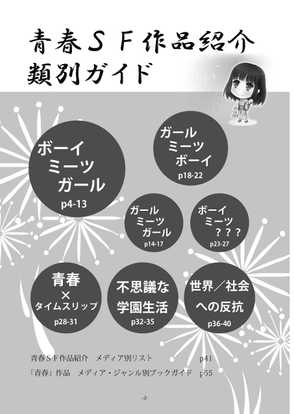 青春ＳＦ作品紹介
類別ガイド
ボーイ
ミーツ
ガール
p4-13
ガール
ミーツ
ボーイ
p18-22
ガール
ミーツ
ガール
p14-17
ボーイ
ミーツ
？？？
p23-27
青春
×
タイムスリップ
p28-31
不思議な
学園生活
p32-35
世界／社会
への反抗
p36-40
青春ＳＦ作品紹介　メディア別リスト　p41
「青春」作品　メディア・ジャンル別ブックガイド　p55